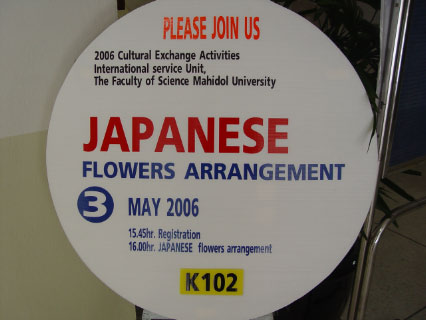 PLEASE JOIN US
2006 Cultural Exchange Activities
International service Unit,
The Faculty of Science Mahidol University
JAPANESE
FLOWERS ARRANGEMENT
3 MAY 2006
15.45hr. Registration
16.00hr. JAPANESE flowers arrangement
K102